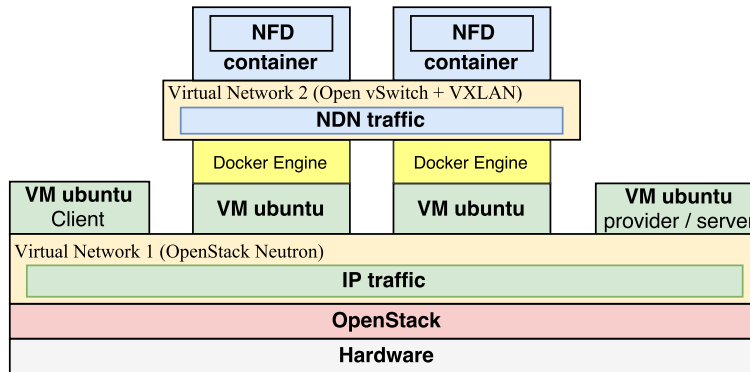 NFD
container
NFD
container
Virtual Network 2 (Open vSwitch + VXLAN)
NDN traffic
Docker Engine
Docker Engine
VM ubuntu
Client
VM ubuntu
VM ubuntu
VM ubuntu
provider / server
Virtual Network 1 (OpenStack Neutron)
IP traffic
OpenStack
Hardware